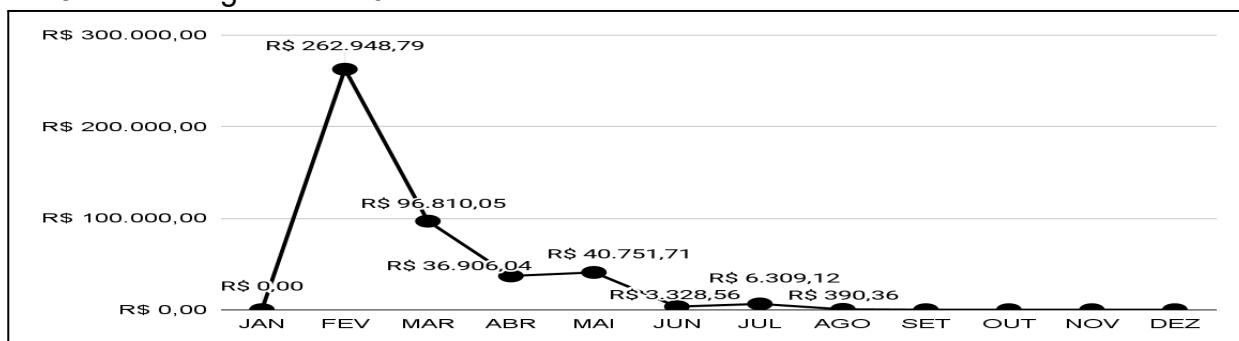 R$ 300.000,00
R$ 262.948,79
R$ 200.000,00
R$ 100.000,00
R$ 96.810,05
R$ 36.906,04
R$ 40.751,71
R$ 0,00
R$ 3.328,56
R$ 6.309,12
R$ 390,36
R$ 0,00
JAN FEV MAR ABR MAI JUN JUL AGO SET OUT NOV DEZ